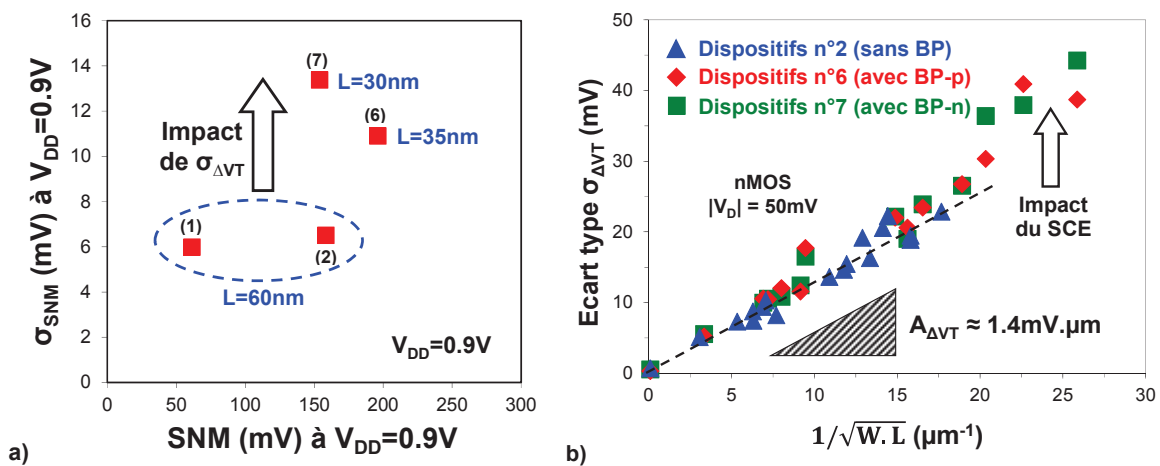 16
14
12
10
8
6
4
2
0
0 50 100 150 200 250 300
σSNM (mV) à VDD=0.9V
SNM (mV) à VDD=0.9V
(7)
L=30nm
(6)
L=35nm
Impact
de σΔVT
(1)
(2)
L=60nm
VDD=0.9V
a)
50
40
30
20
10
0
0 5 10 15 20 25 30
Ecart type σΔVT (mV)
1/√W.L (µm-1)
Dispositifs n°2 (sans BP)
Dispositifs n°6 (avec BP-p)
Dispositifs n°7 (avec BP-n)
nMOS
|VD| = 50mV
Impact
du SCE
AΔVT ≈ 1.4mV.µm
b)